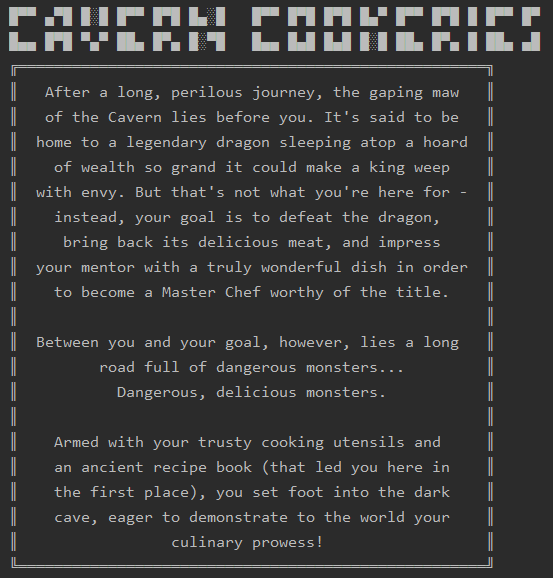 CAVERN COOKERIES
After a long, perilous journey, the gaping maw
of the Cavern lies before you. It's said to be
home to a legendary dragon sleeping atop a hoard
of wealth so grand it could make a king weep
with envy. But that's not what you're here for -
instead, your goal is to defeat the dragon,
bring back its delicious meat, and impress
your mentor with a truly wonderful dish in order
to become a Master Chef worthy of the title.
Between you and your goal, however, lies a long
road full of dangerous monsters...
Dangerous, delicious monsters.
Armed with your trusty cooking utensils and
an ancient recipe book (that led you here in
the first place), you set foot into the dark
cave, eager to demonstrate to the world your
culinary prowess!